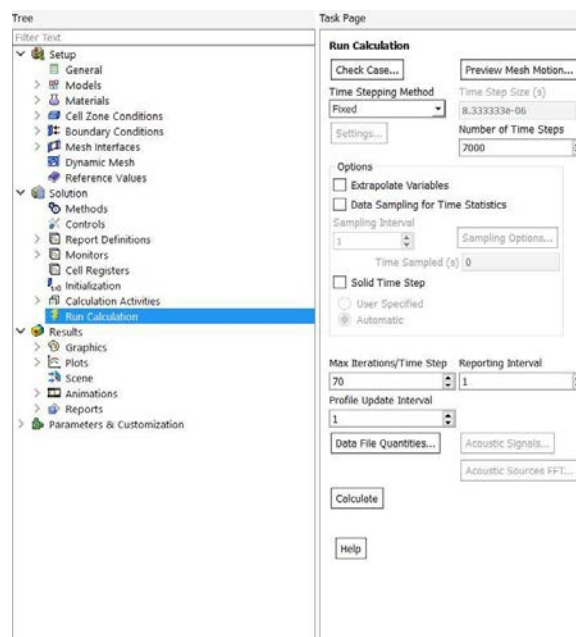 Tree
Filter Text
Setup
General
Models
Materials
Cell Zone Conditions
Boundary Conditions
Mesh Interfaces
Dynamic Mesh
Reference Values
Solution
Methods
Controls
Report Definitions
Monitors
Cell Registers
Initialization
Calculation Activities
Run Calculation
Results
Graphics
Plots
Scene
Animations
Reports
Parameters & Customization
Task Page
Run Calculation
Check Case... Preview Mesh Motion...
Time Stepping Method Time Step Size (s)
Fixed 8.333333e-06
Settings... Number of Time Steps
7000
Options
Extrapolate Variables
Data Sampling for Time Statistics
Sampling Interval
1 Sampling Options...
Time Sampled (s) 0
Solid Time Step
User Specified
Automatic
Max Iterations/Time Step Reporting Interval
70 1
Profile Update Interval
1
Data File Quantities... Acoustic Signals...
Acoustic Sources FFT...
Calculate
Help